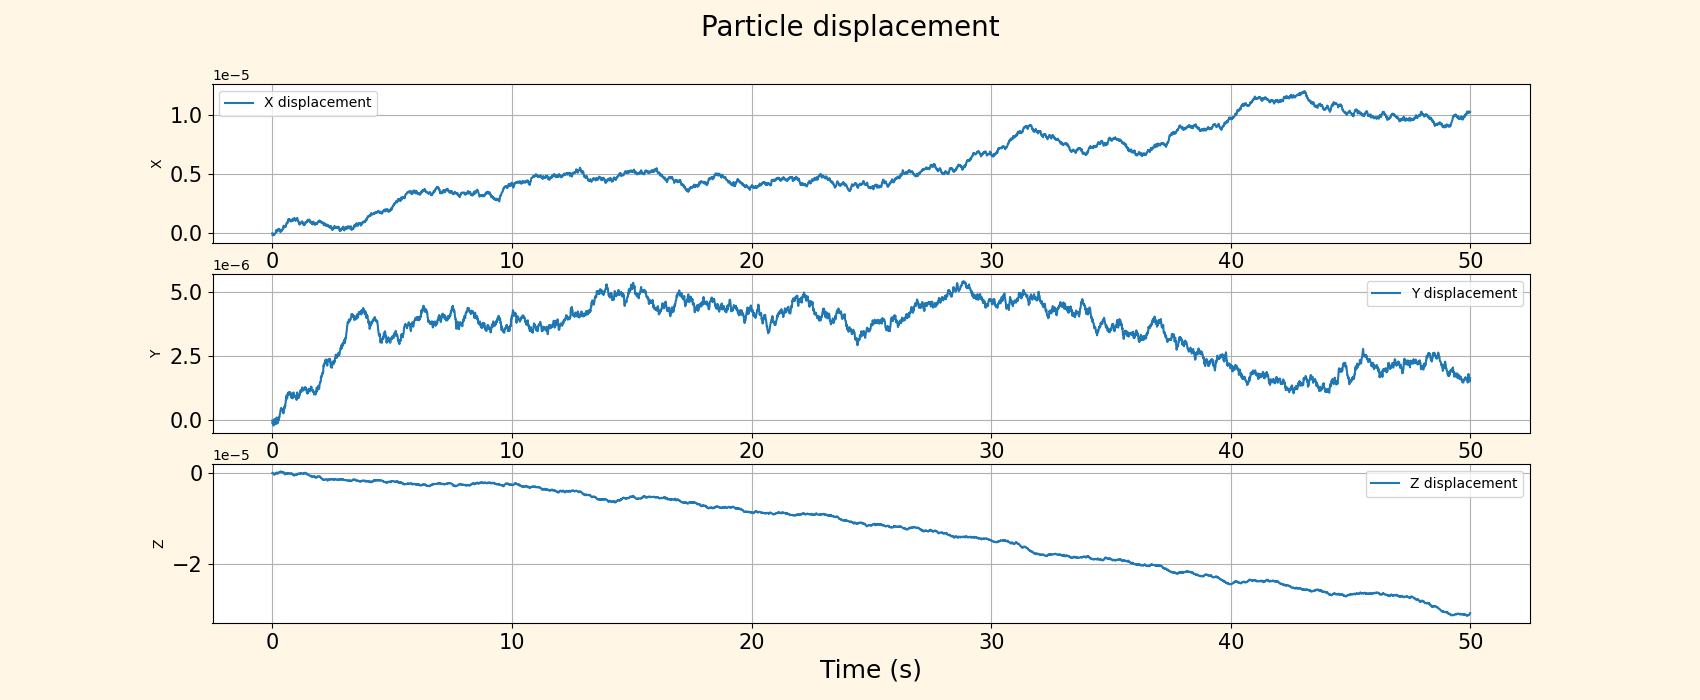 Particle displacement
1e−5
X displacement
1.0
0.5
0.0
X
0 10 20 30 40 50
1e−6
Y displacement
5.0
2.5
0.0
Y
0 10 20 30 40 50
1e−5
Z displacement
0
−2
Z
0 10 20 30 40 50
Time (s)